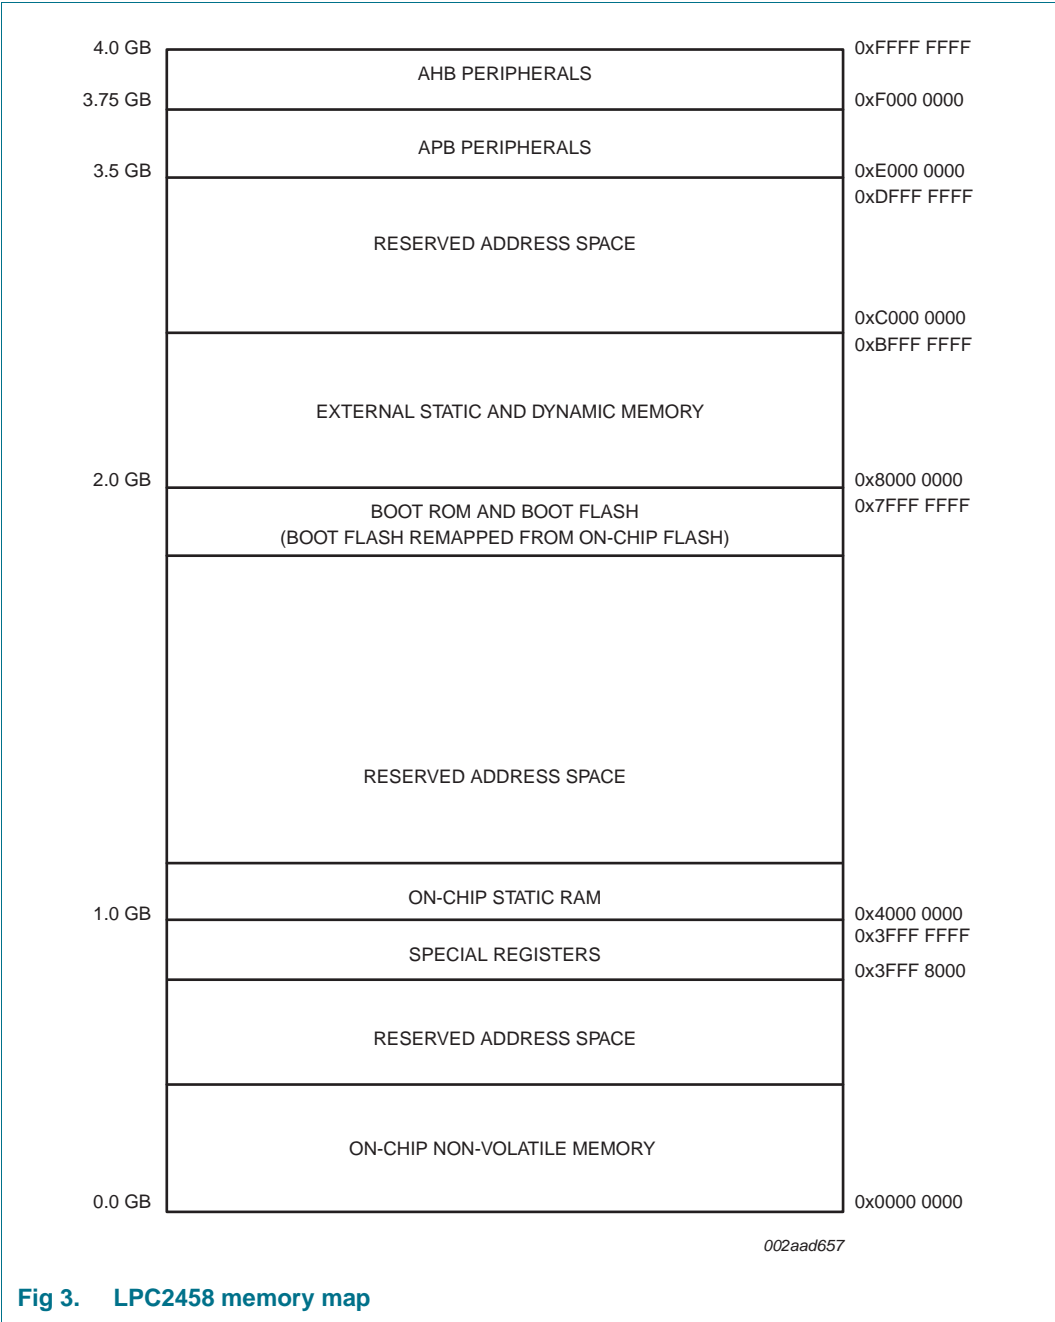 4.0 GB 0xFFFF FFFF
AHB PERIPHERALS
3.75 GB 0xF000 0000
APB PERIPHERALS
3.5 GB 0xE000 0000
0xDFFF FFFF
RESERVED ADDRESS SPACE
0xC000 0000
0xBFFF FFFF
EXTERNAL STATIC AND DYNAMIC MEMORY
2.0 GB 0x8000 0000
BOOT ROM AND BOOT FLASH 0x7FFF FFFF
(BOOT FLASH REMAPPED FROM ON-CHIP FLASH)
RESERVED ADDRESS SPACE
ON-CHIP STATIC RAM
1.0 GB 0x4000 0000
0x3FFF FFFF
SPECIAL REGISTERS
0x3FFF 8000
RESERVED ADDRESS SPACE
ON-CHIP NON-VOLATILE MEMORY
0.0 GB 0x0000 0000
002aad657
Fig 3. LPC2458 memory map